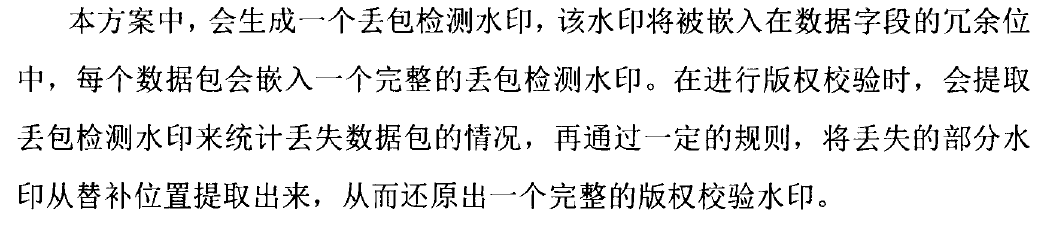 本方案中，会生成一个丢包检测水印，该水印将被嵌入在数据字段的冗余位
中，每个数据包会嵌入一个完整的丢包检测水印。在进行版权校验时，会提取
丢包检测水印来统计丢失数据包的情况，再通过一定的规则，将丢失的部分水
印从替补位置提取出来，从而还原出一个完整的版权校验水印。